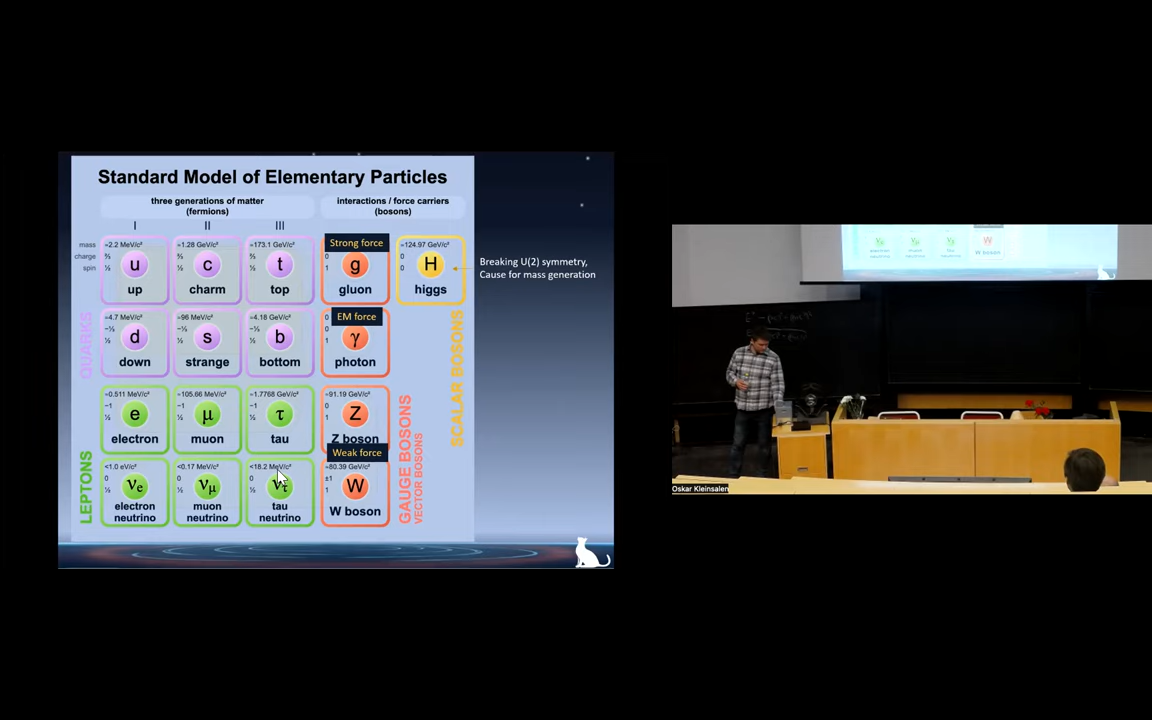 Standard Model of Elementary Particles
three generations of matter
(fermions)
interactions / force carriers
(bosons)
I
II
III
mass
charge
spin
≈2.2 MeV/c²
⅔
½
u
up
≈1.28 GeV/c²
⅔
½
c
charm
≈173.1 GeV/c²
⅔
½
t
top
Strong force
0
1
g
gluon
≈124.97 GeV/c²
0
0
H
higgs
Breaking U(2) symmetry,
Cause for mass generation
QUARKS
≈4.7 MeV/c²
−⅓
½
d
down
≈96 MeV/c²
−⅓
½
s
strange
≈4.18 GeV/c²
−⅓
½
b
bottom
EM force
0
1
γ
photon
SCALAR BOSONS
LEPTONS
≈0.511 MeV/c²
−1
½
e
electron
≈105.66 MeV/c²
−1
½
μ
muon
≈1.7768 GeV/c²
−1
½
τ
tau
≈91.19 GeV/c²
0
1
Z
Z boson
GAUGE BOSONS
VECTOR BOSONS
<1.0 eV/c²
0
½
νe
electron
neutrino
<0.17 MeV/c²
0
½
νμ
muon
neutrino
<18.2 MeV/c²
0
½
ντ
tau
neutrino
Weak force
≈80.39 GeV/c²
±1
1
W
W boson
W
W boson
Oskar Kleinsalen